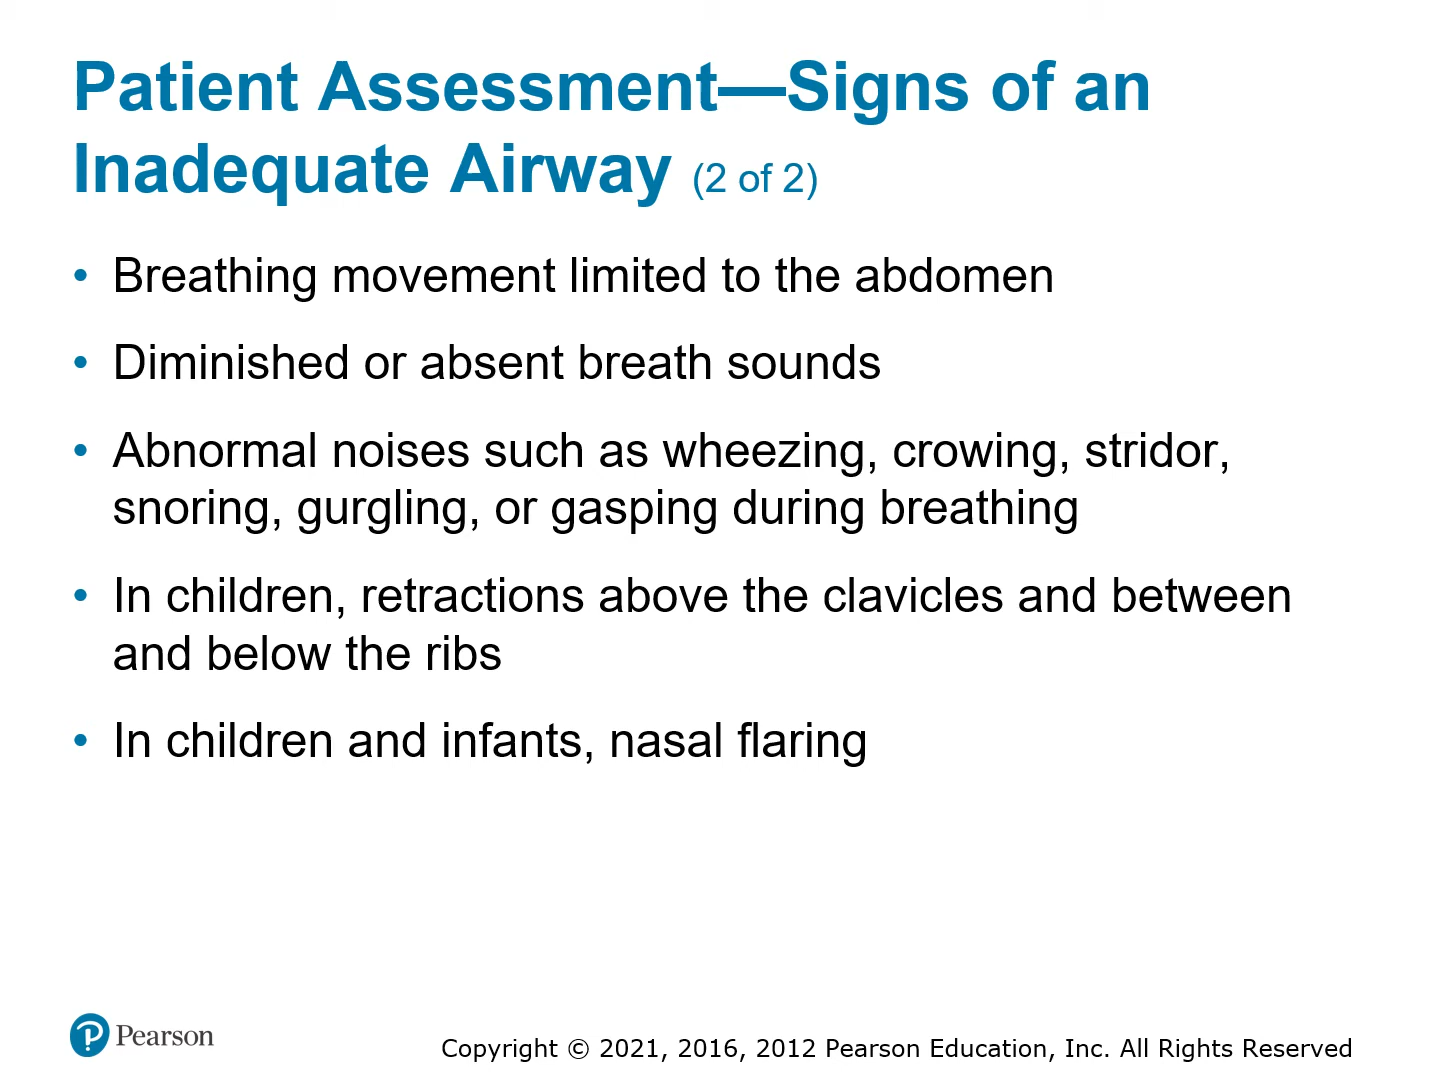 Patient Assessment—Signs of an
Inadequate Airway (2 of 2)
• Breathing movement limited to the abdomen
• Diminished or absent breath sounds
• Abnormal noises such as wheezing, crowing, stridor,
snoring, gurgling, or gasping during breathing
• In children, retractions above the clavicles and between
and below the ribs
• In children and infants, nasal flaring
Pearson
Copyright © 2021, 2016, 2012 Pearson Education, Inc. All Rights Reserved